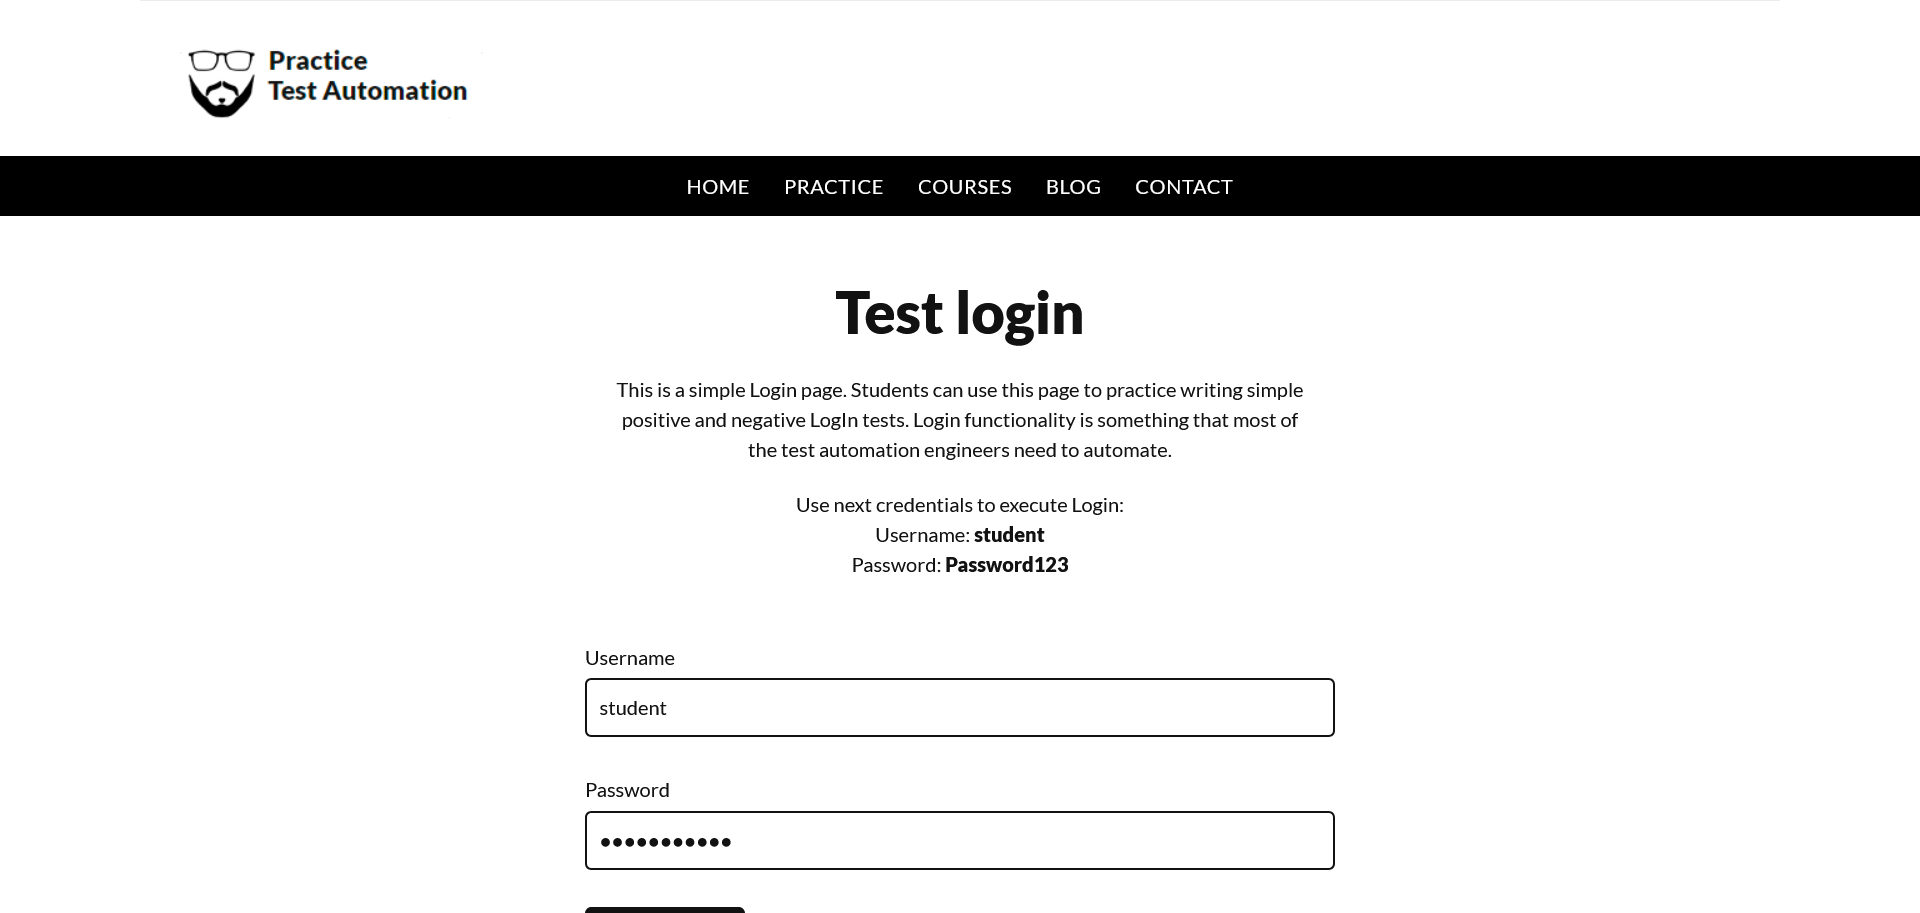 Practice
Test Automation
HOME PRACTICE COURSES BLOG CONTACT
Test login
This is a simple Login page. Students can use this page to practice writing simple
positive and negative LogIn tests. Login functionality is something that most of
the test automation engineers need to automate.
Use next credentials to execute Login:
Username: student
Password: Password123
Username
student
Password
•••••••••••